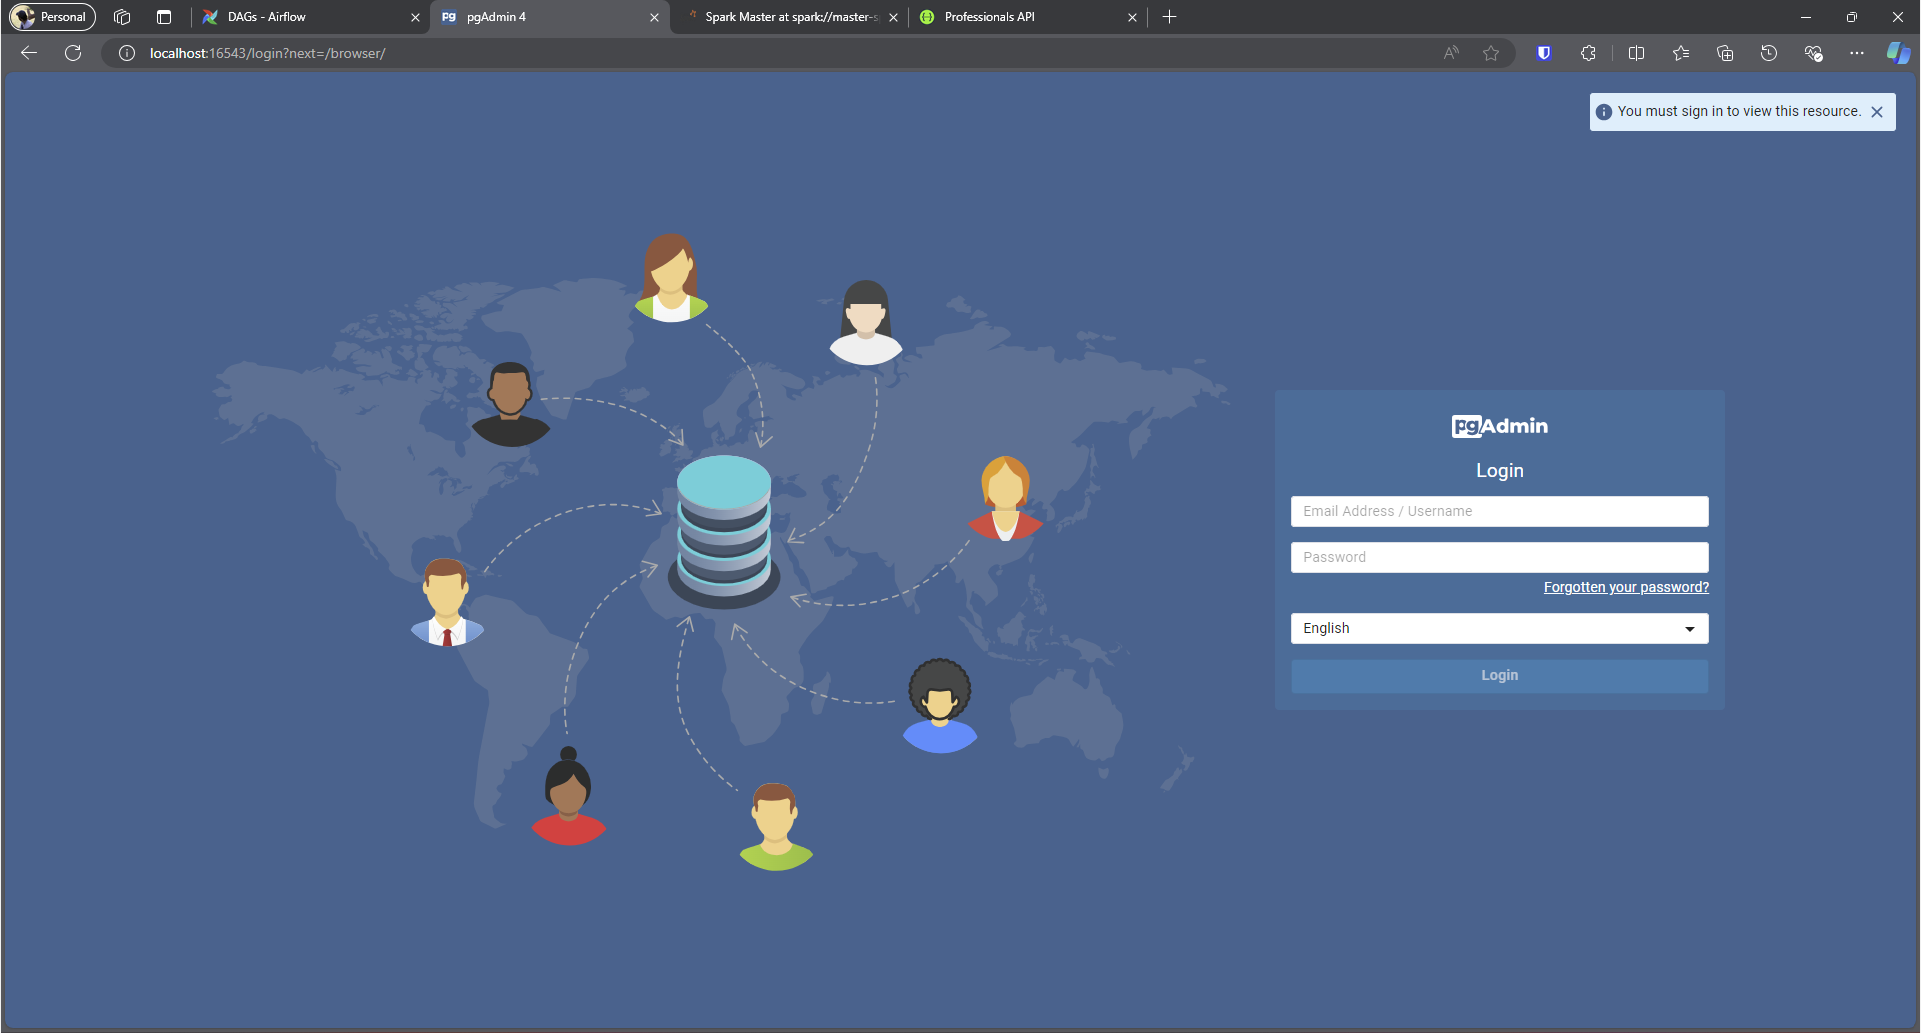 Personal
DAGs - Airflow
pgAdmin 4
Spark Master at spark://master-s
Professionals API
localhost:16543/login?next=/browser/
You must sign in to view this resource.
pgAdmin
Login
Email Address / Username
Password
Forgotten your password?
English
Login